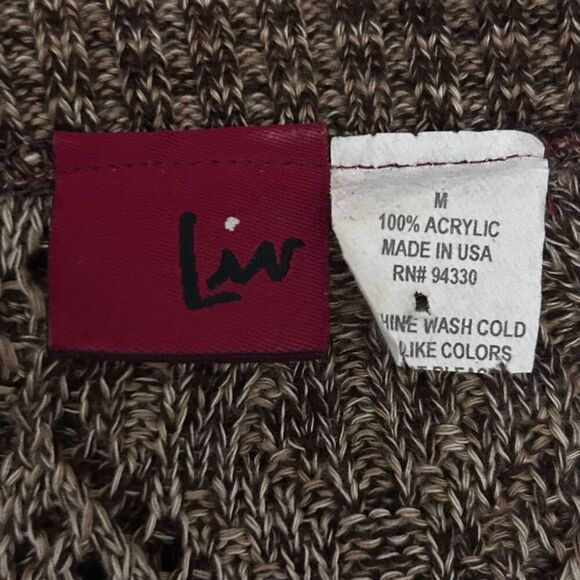 Liv
M
100% ACRYLIC
MADE IN USA
RN# 94330
HINE WASH COLD
LIKE COLORS